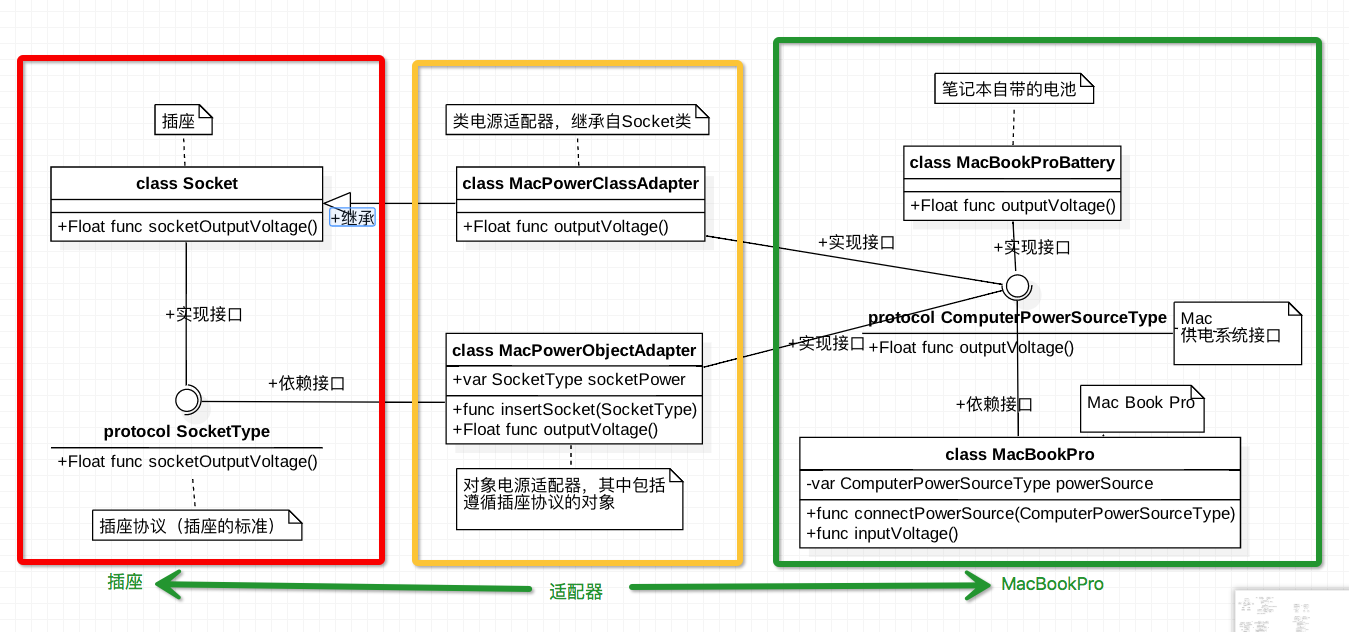 插座
class Socket
+Float func socketOutputVoltage()
+继承
+实现接口
+依赖接口
protocol SocketType
+Float func socketOutputVoltage()
插座协议（插座的标准）
类电源适配器，继承自Socket类
class MacPowerClassAdapter
+Float func outputVoltage()
class MacPowerObjectAdapter
+var SocketType socketPower
+func insertSocket(SocketType)
+Float func outputVoltage()
对象电源适配器，其中包括
遵循插座协议的对象
笔记本自带的电池
class MacBookProBattery
+Float func outputVoltage()
+实现接口
+实现接口
+实现接口
protocol ComputerPowerSourceType
+Float func outputVoltage()
Mac
供电系统接口
+依赖接口
Mac Book Pro
class MacBookPro
-var ComputerPowerSourceType powerSource
+func connectPowerSource(ComputerPowerSourceType)
+func inputVoltage()
插座
适配器
MacBookPro